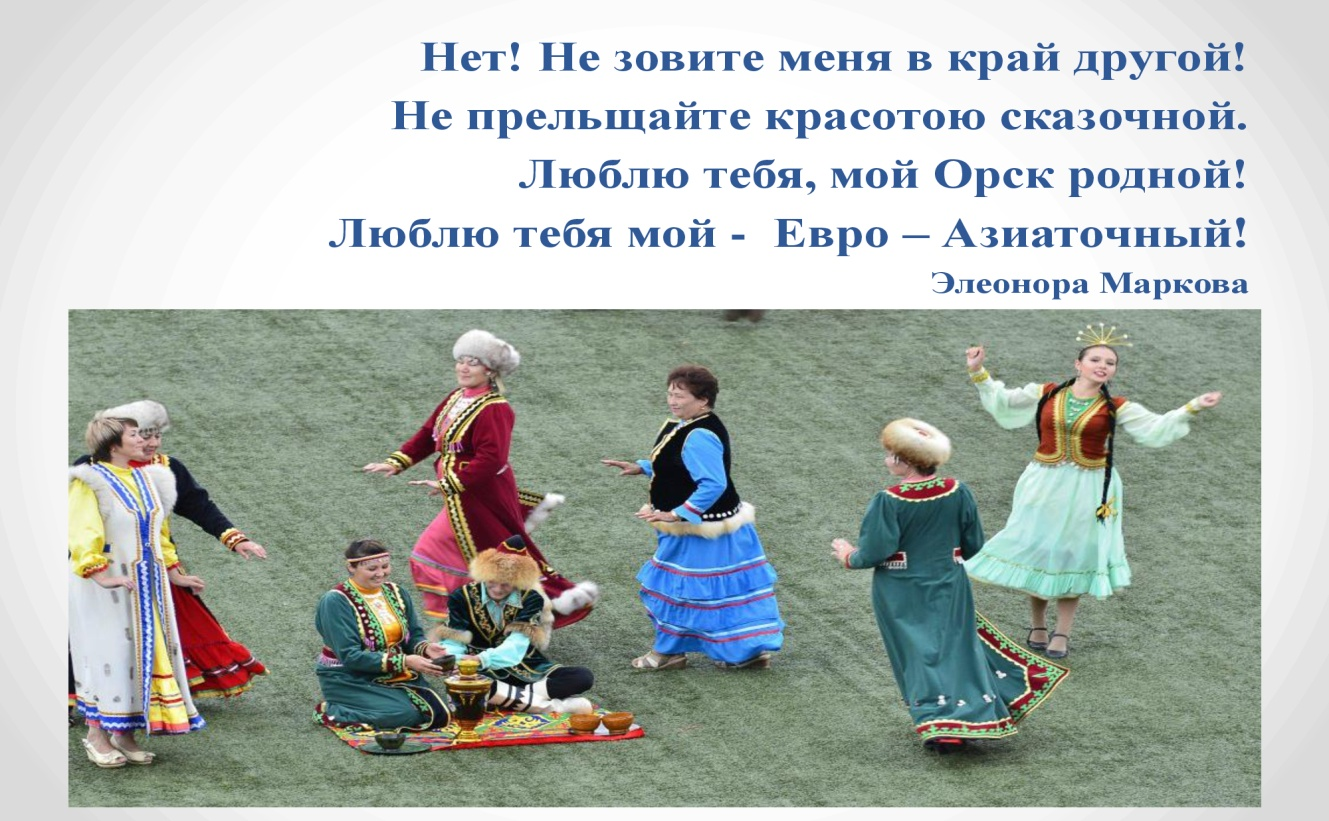 Нет! Не зовите меня в край другой!
Не прельщайте красотою сказочной.
Люблю тебя, мой Орск родной!
Люблю тебя мой -  Евро – Азиаточный!
Элеонора Маркова